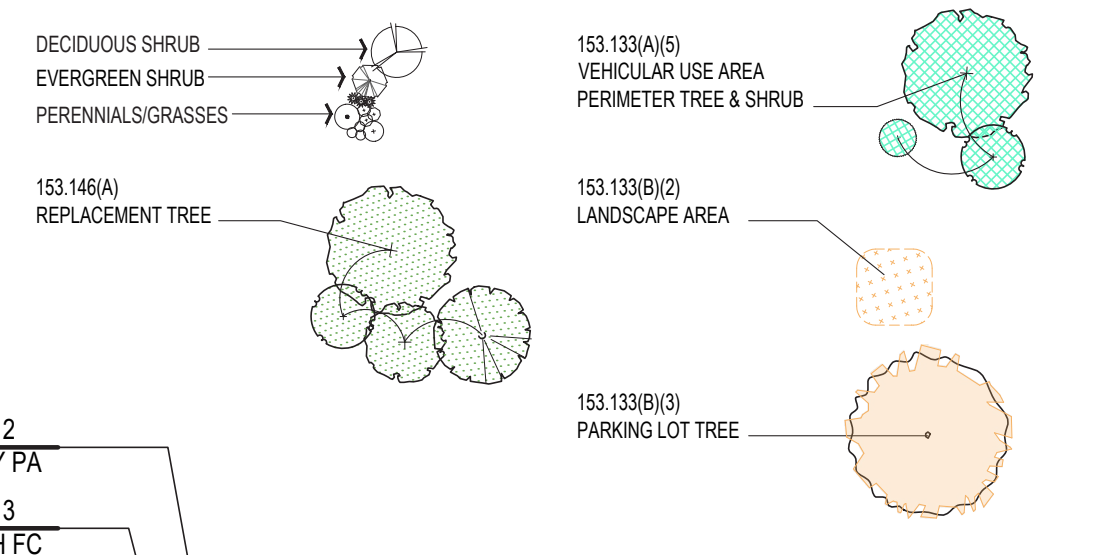 DECIDUOUS SHRUB
EVERGREEN SHRUB
PERENNIALS/GRASSES
153.146(A)
REPLACEMENT TREE
2
PA
3
FC
153.133(A)(5)
VEHICULAR USE AREA
PERIMETER TREE & SHRUB
153.133(B)(2)
LANDSCAPE AREA
153.133(B)(3)
PARKING LOT TREE